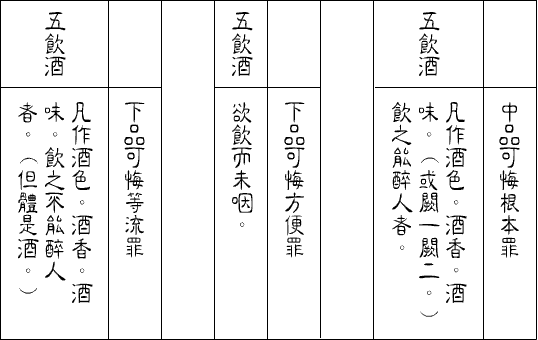 中品可悔根本罪
五飲酒
凡作酒色。酒香。酒
味。（或闕一闕二。）
飲之能醉人者。
下品可悔方便罪
五飲酒
欲飲而未咽。
下品可悔等流罪
五飲酒
凡作酒色。酒香。酒
味。飲之不能醉人
者。（但體是酒。）